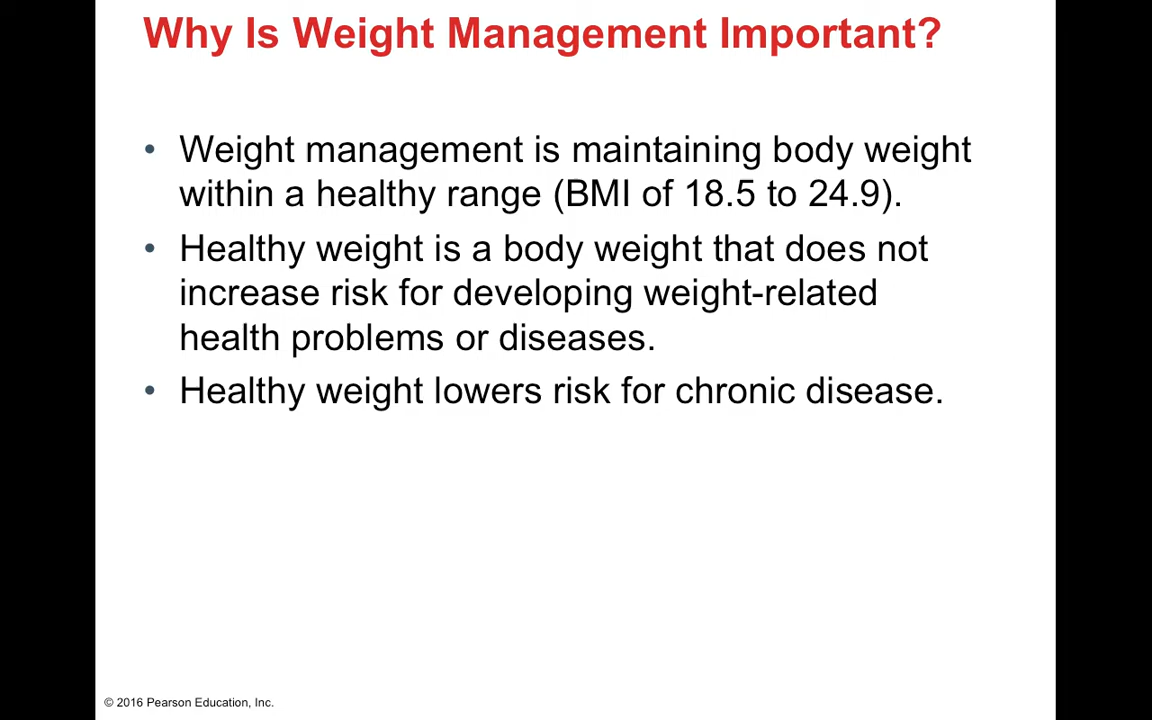 Why Is Weight Management Important?
• Weight management is maintaining body weight
within a healthy range (BMI of 18.5 to 24.9).
• Healthy weight is a body weight that does not
increase risk for developing weight-related
health problems or diseases.
• Healthy weight lowers risk for chronic disease.
© 2016 Pearson Education, Inc.